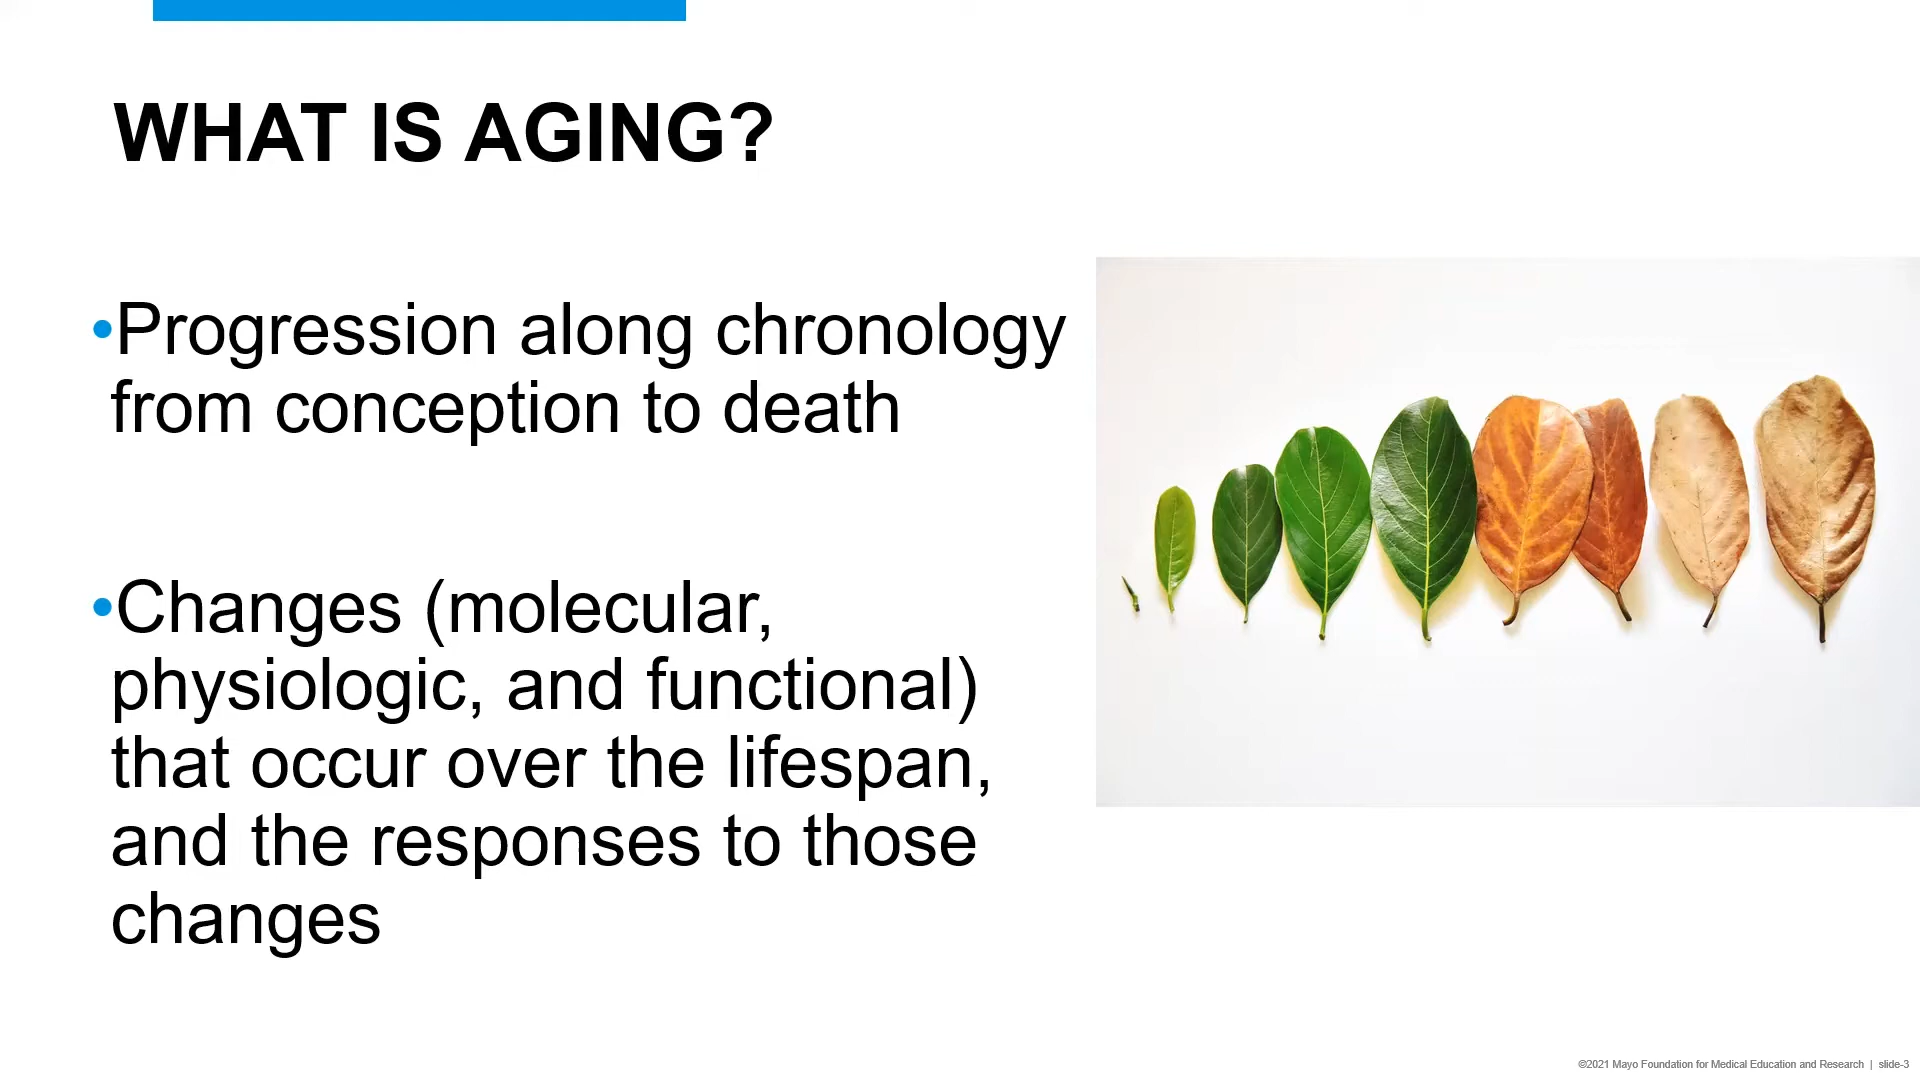 WHAT IS AGING?
•Progression along chronology
from conception to death
•Changes (molecular,
physiologic, and functional)
that occur over the lifespan,
and the responses to those
changes
©2021 Mayo Foundation for Medical Education and Research | slide-3